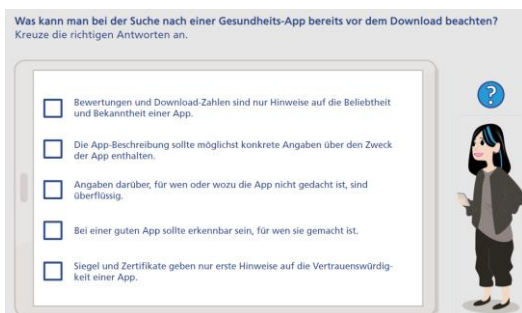 Was kann man bei der Suche nach einer Gesundheits-App bereits vor dem Download beachten?
Kreuze die richtigen Antworten an.
?
Bewertungen und Download-Zahlen sind nur Hinweise auf die Beliebtheit
und Bekanntheit einer App.
Die App-Beschreibung sollte möglichst konkrete Angaben über den Zweck
der App enthalten.
Angaben darüber, für wen oder wozu die App nicht gedacht ist, sind
überflüssig.
Bei einer guten App sollte erkennbar sein, für wen sie gemacht ist.
Siegel und Zertifikate geben nur erste Hinweise auf die Vertrauenswürdig-
keit einer App.